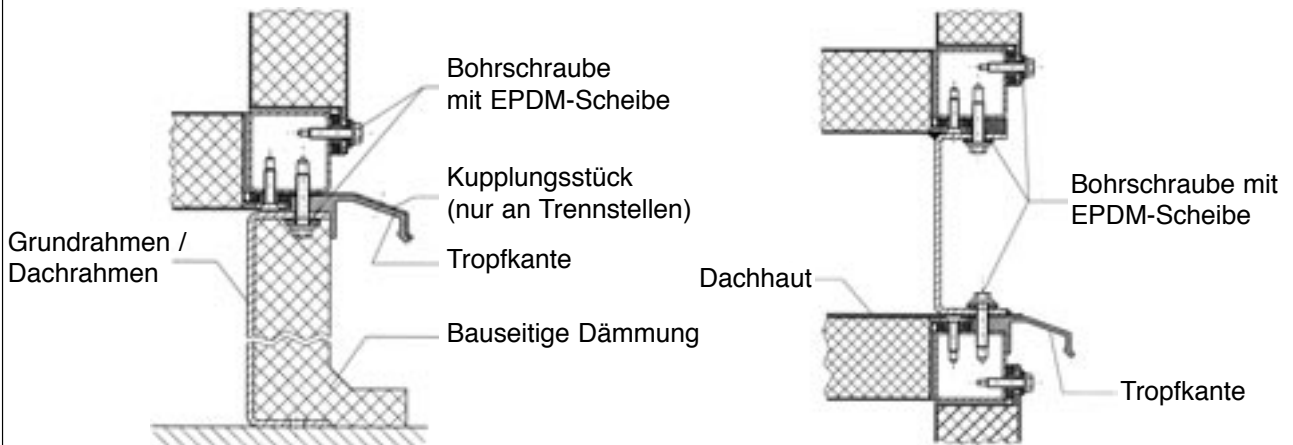 Bohrschraube
mit EPDM-Scheibe
Kupplungsstück
(nur an Trennstellen)
Grundrahmen /
Dachrahmen
Tropfkante
Bauseitige Dämmung
Bohrschraube mit
EPDM-Scheibe
Dachhaut
Tropfkante